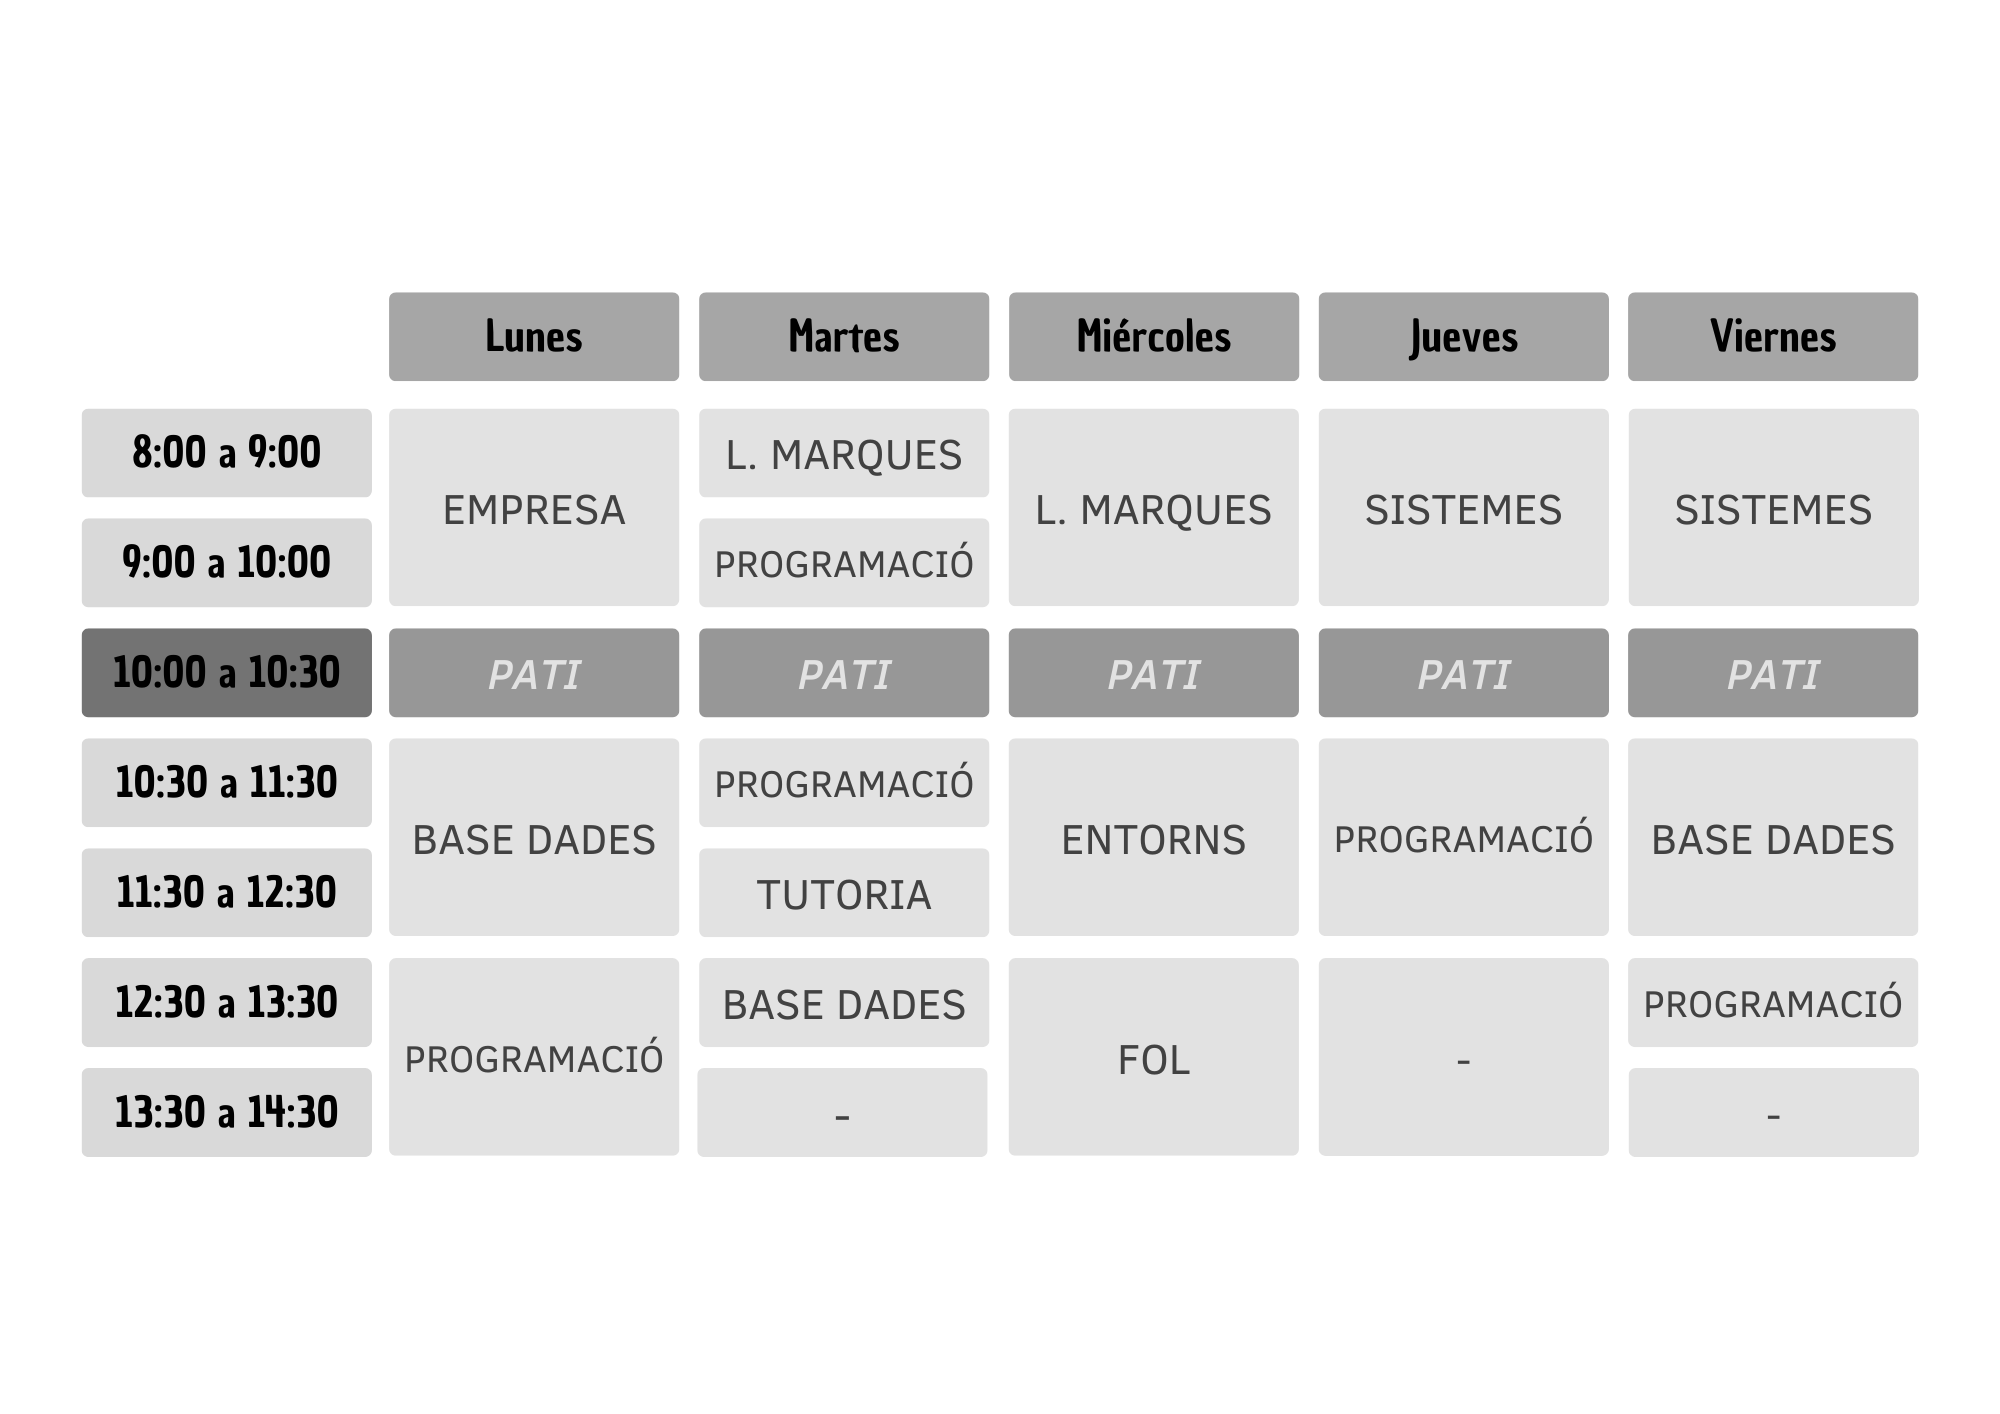 Lunes Martes Miércoles Jueves Viernes
8:00 a 9:00 EMPRESA L. MARQUES L. MARQUES SISTEMES SISTEMES
9:00 a 10:00 PROGRAMACIÓ
10:00 a 10:30 PATI PATI PATI PATI PATI
10:30 a 11:30 BASE DADES PROGRAMACIÓ ENTORNS PROGRAMACIÓ BASE DADES
11:30 a 12:30 TUTORIA
12:30 a 13:30 PROGRAMACIÓ BASE DADES FOL - PROGRAMACIÓ
13:30 a 14:30 - -